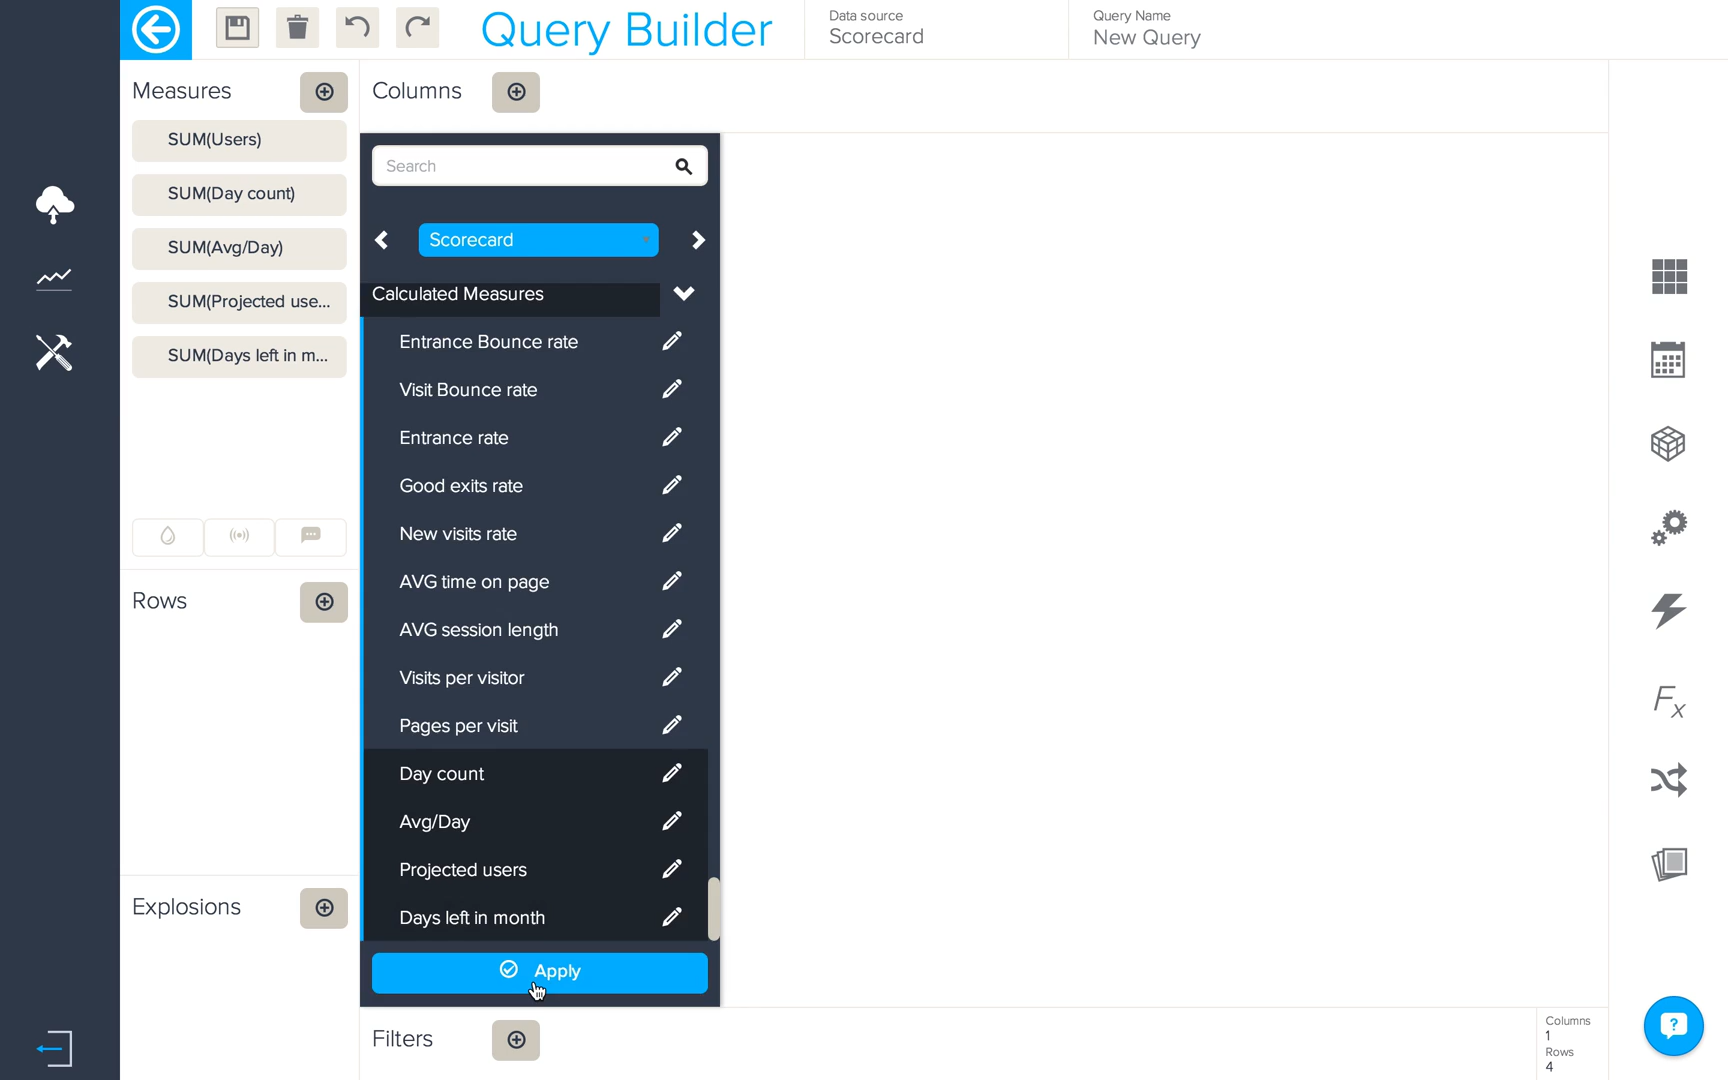 Query Builder
Data source
Scorecard
Query Name
New Query
Measures
Columns
SUM(Users)
SUM(Day count)
SUM(Avg/Day)
SUM(Projected use...
SUM(Days left in m...
Search
Scorecard
Calculated Measures
Entrance Bounce rate
Visit Bounce rate
Entrance rate
Good exits rate
New visits rate
AVG time on page
AVG session length
Visits per visitor
Pages per visit
Day count
Avg/Day
Projected users
Days left in month
Apply
Rows
Explosions
Filters
Fx
Columns
1
Rows
4
?